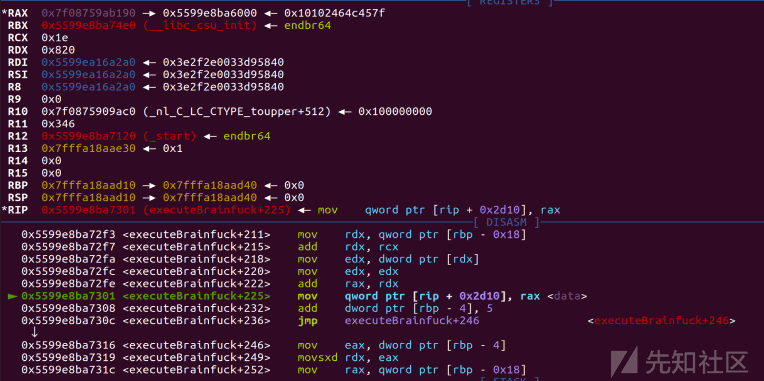 [ REGISTERS ]
*RAX 0x7f08759ab190 → 0x5599e8ba6000 ← 0x10102464c457f
RBX 0x5599e8ba74e0 (__libc_csu_init) ← endbr64
RCX 0x1e
RDX 0x820
RDI 0x5599ea16a2a0 ← 0x3e2f2e0033d95840
RSI 0x5599ea16a2a0 ← 0x3e2f2e0033d95840
R8 0x5599ea16a2a0 ← 0x3e2f2e0033d95840
R9 0x0
R10 0x7f0875909ac0 (_nl_C_LC_CTYPE_toupper+512) ← 0x100000000
R11 0x346
R12 0x5599e8ba7120 (_start) ← endbr64
*R13 0x7fffa18aae30 ← 0x1
R14 0x0
R15 0x0
RBP 0x7fffa18aad10 → 0x7fffa18aad40 ← 0x0
RSP 0x7fffa18aad10 → 0x7fffa18aad40 ← 0x0
*RIP 0x5599e8ba7301 (executeBrainfuck+225) ← mov qword ptr [rip + 0x2d10], rax
[ DISASM ]
0x5599e8ba72f3 <executeBrainfuck+211> mov rdx, qword ptr [rbp - 0x18]
0x5599e8ba72f7 <executeBrainfuck+215> add rdx, rcx
0x5599e8ba72fa <executeBrainfuck+218> mov edx, dword ptr [rdx]
0x5599e8ba72fc <executeBrainfuck+220> mov edx, edx
0x5599e8ba72fe <executeBrainfuck+222> add rax, rdx
► 0x5599e8ba7301 <executeBrainfuck+225> mov qword ptr [rip + 0x2d10], rax <data>
0x5599e8ba7308 <executeBrainfuck+232> add dword ptr [rbp - 4], 5
0x5599e8ba730c <executeBrainfuck+236> jmp executeBrainfuck+246 <executeBrainfuck+246>
↓
0x5599e8ba7316 <executeBrainfuck+246> mov eax, dword ptr [rbp - 4]
0x5599e8ba7319 <executeBrainfuck+249> movsxd rdx, eax
0x5599e8ba731c <executeBrainfuck+252> mov rax, qword ptr [rbp - 0x18]
[ STACK ]
先知社区